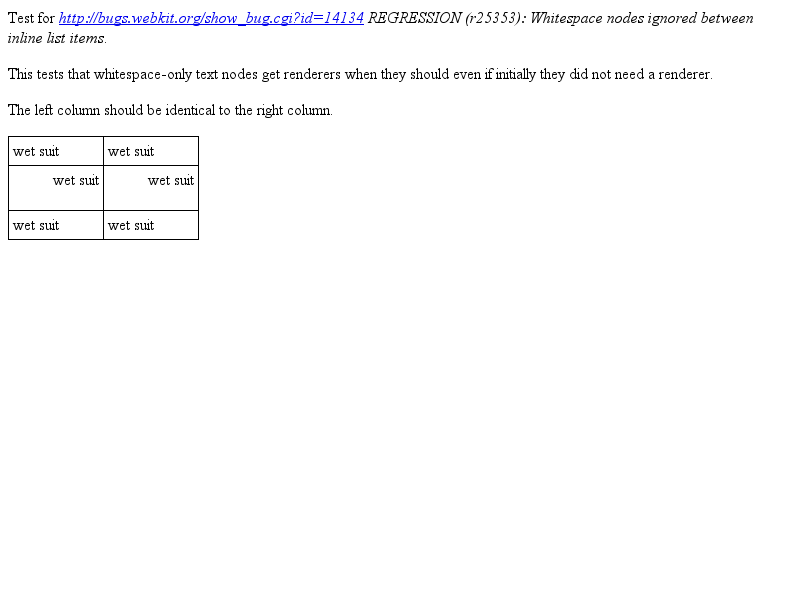 Test for http://bugs.webkit.org/show_bug.cgi?id=14134 REGRESSION (r25353): Whitespace nodes ignored between
inline list items.
This tests that whitespace-only text nodes get renderers when they should even if initially they did not need a renderer.
The left column should be identical to the right column.
wet suit wet suit
wet suit wet suit
wet suit wet suit